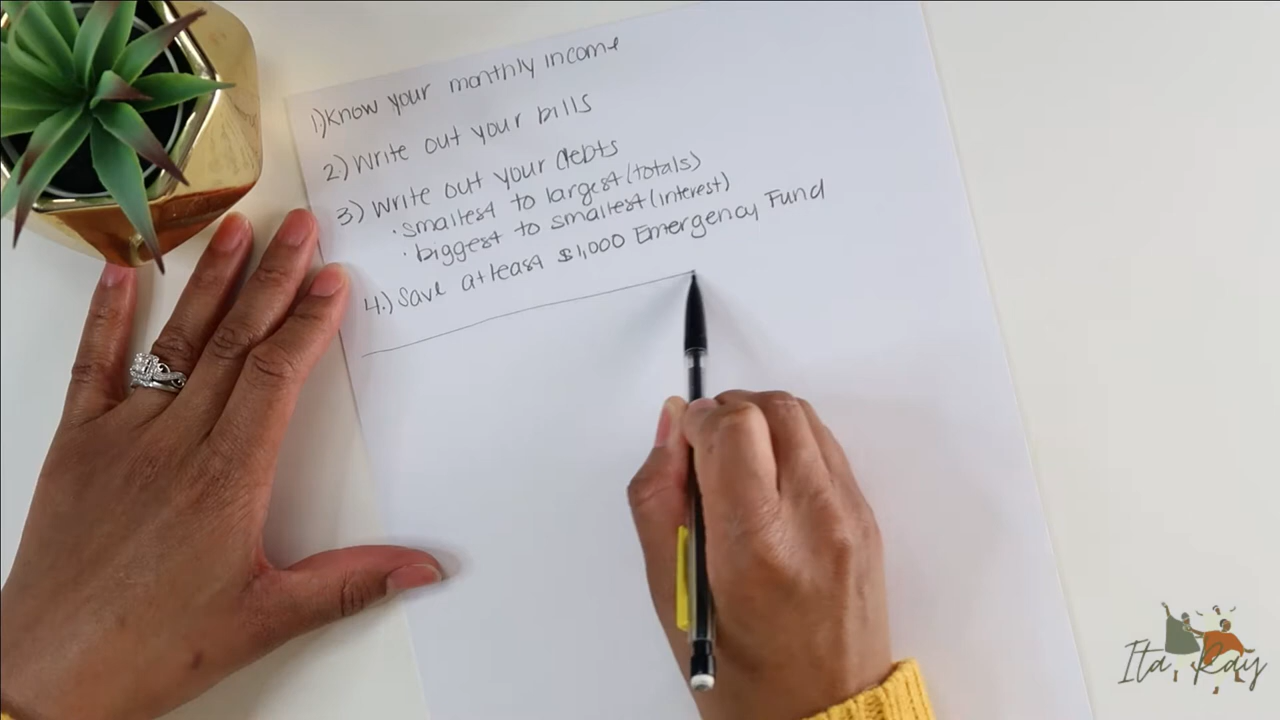 1) Know your monthly income
2.) Write out your bills
3) Write out your debts
· smallest to largest (totals)
· biggest to smallest (interest)
4.) Save atleast $1,000 Emergency Fund
Ita Ray